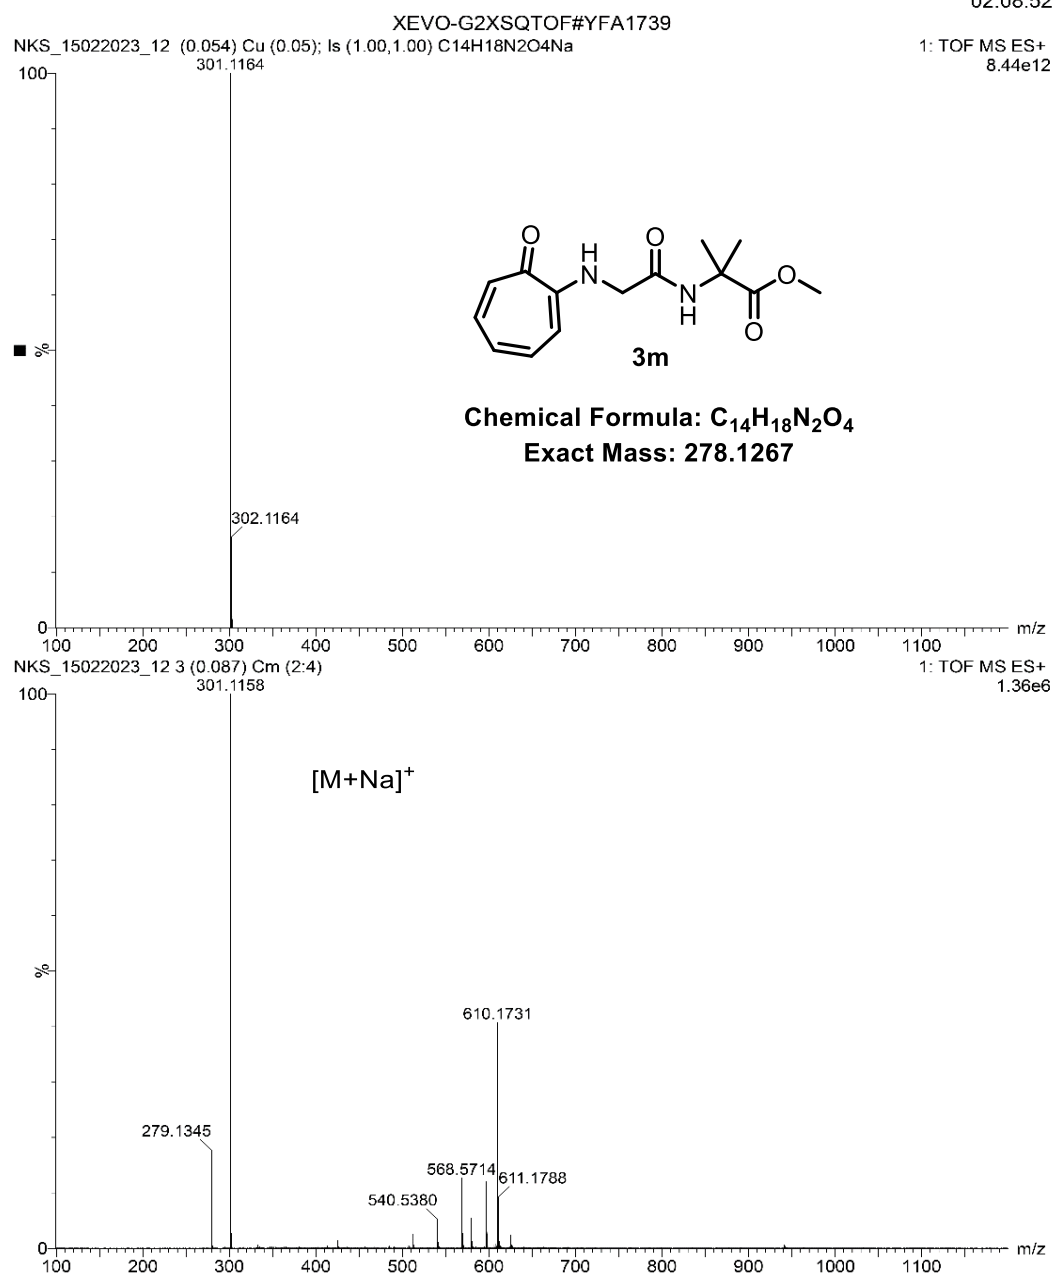 02:08:52
XEVO-G2XSQTOF#YFA1739
NKS_15022023_12 (0.054) Cu (0.05); Is (1.00,1.00) C14H18N2O4Na
1: TOF MS ES+
301.1164
8.44e12
100
O
H
N
O
O
N
H
O
%
3m
Chemical Formula: C14H18N2O4
Exact Mass: 278.1267
302.1164
0
100 200 300 400 500 600 700 800 900 1000 1100 m/z
NKS_15022023_12 3 (0.087) Cm (2:4)
1: TOF MS ES+
301.1158
1.36e6
100
[M+Na]+
%
610.1731
279.1345
568.5714
611.1788
540.5380
0
100 200 300 400 500 600 700 800 900 1000 1100 m/z